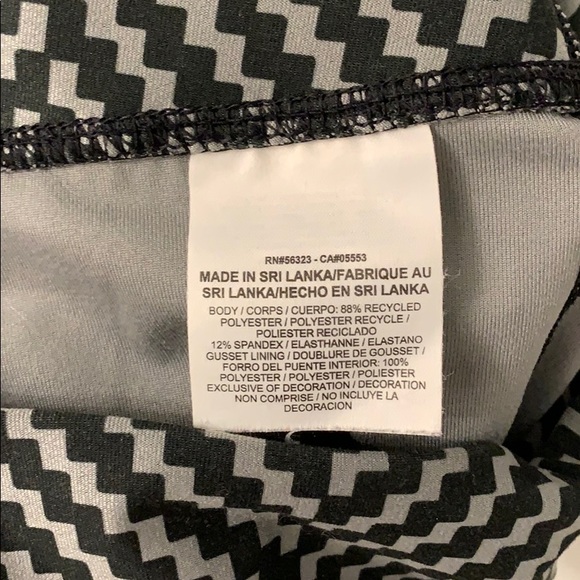 RN#56323 - CA#05553
MADE IN SRI LANKA/FABRIQUE AU
SRI LANKA/HECHO EN SRI LANKA
BODY / CORPS / CUERPO: 88% RECYCLED
POLYESTER / POLYESTER RECYCLE /
POLIESTER RECICLADO
12% SPANDEX / ELASTHANNE / ELASTANO
GUSSET LINING / DOUBLURE DE GOUSSET /
FORRO DEL PUENTE INTERIOR: 100%
POLYESTER / POLYESTER / POLIESTER
EXCLUSIVE OF DECORATION / DECORATION
NON COMPRISE / NO INCLUYE LA
DECORACION